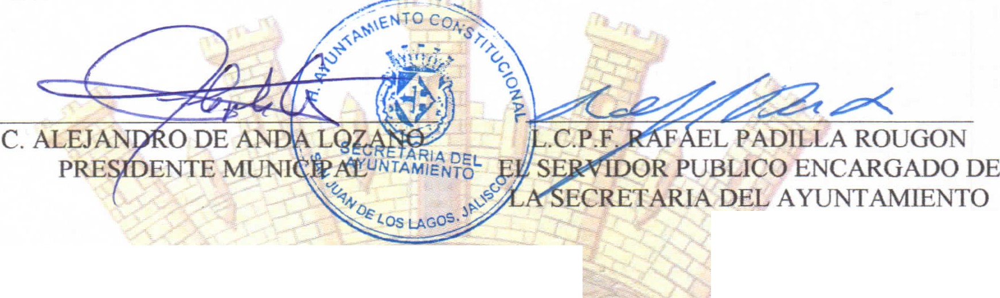 H. AYUNTAMIENTO CONSTITUCIONAL
C. ALEJANDRO DE ANDA LOZANO
PRESIDENTE MUNICIPAL
SECRETARIA DEL
AYUNTAMIENTO
SAN JUAN DE LOS LAGOS, JALISCO
L.C.P.F. RAFAEL PADILLA ROUGON
EL SERVIDOR PUBLICO ENCARGADO DE
LA SECRETARIA DEL AYUNTAMIENTO